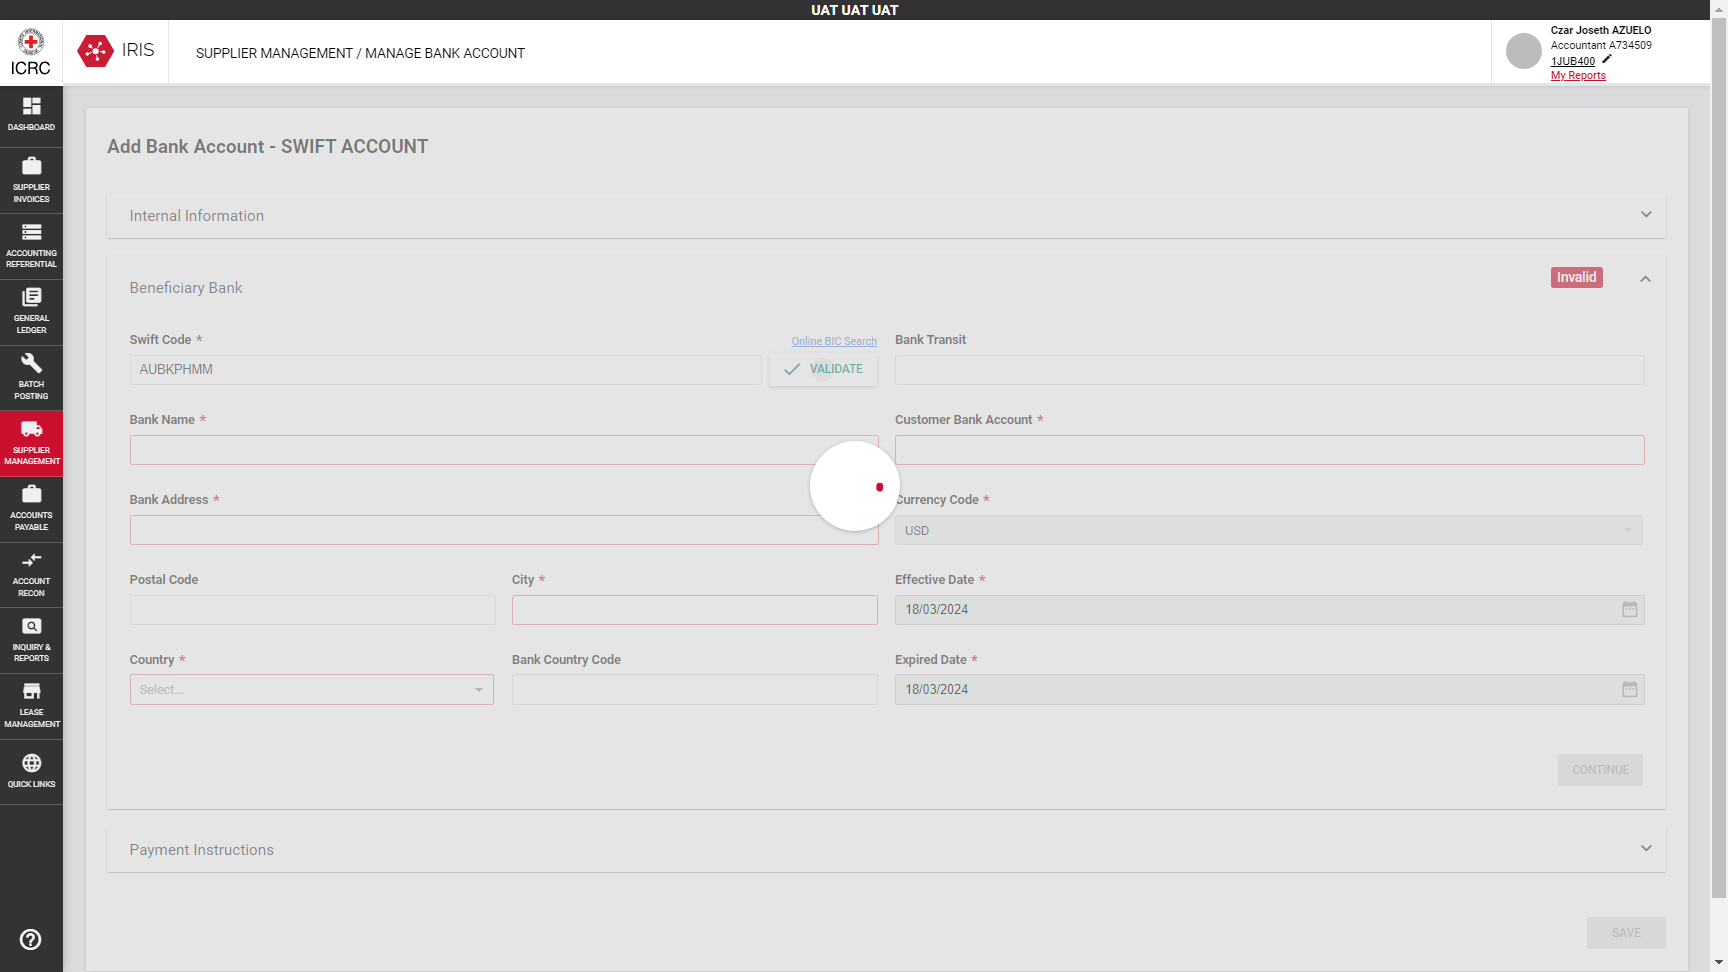 UAT UAT UAT
ICRC
IRIS
SUPPLIER MANAGEMENT / MANAGE BANK ACCOUNT
Czar Joseth AZUELO
Accountant A734509
1JUB400
My Reports
DASHBOARD
SUPPLIER
INVOICES
ACCOUNTING
REFERENTIAL
GENERAL
LEDGER
BATCH
POSTING
SUPPLIER
MANAGEMENT
ACCOUNTS
PAYABLE
ACCOUNT
RECON
INQUIRY &
REPORTS
LEASE
MANAGEMENT
QUICK LINKS
Add Bank Account - SWIFT ACCOUNT
Internal Information
Beneficiary Bank
Invalid
Swift Code *
Online BIC Search
Bank Transit
AUBKPHMM
VALIDATE
Bank Name *
Customer Bank Account *
Bank Address *
Currency Code *
USD
Postal Code
City *
Effective Date *
18/03/2024
Country *
Bank Country Code
Expired Date *
Select...
18/03/2024
CONTINUE
Payment Instructions
SAVE